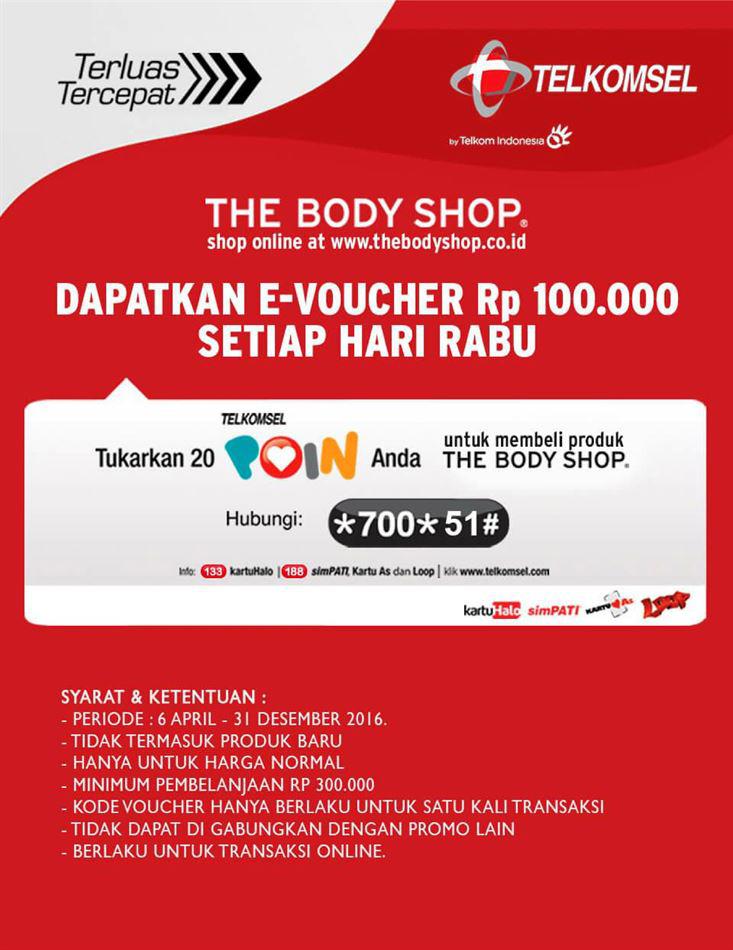 Terluas
Tercepat
TELKOMSEL
by Telkom Indonesia
THE BODY SHOP®
shop online at www.thebodyshop.co.id
DAPATKAN E-VOUCHER Rp 100.000
SETIAP HARI RABU
TELKOMSEL
Tukarkan 20 POIN Anda untuk membeli produk
THE BODY SHOP®
Hubungi: *700*51#
Info: 133 kartuHalo | 188 simPATI, Kartu As dan Loop | klik www.telkomsel.com
kartuHalo simPATI KARTU As Loop
SYARAT & KETENTUAN :
- PERIODE : 6 APRIL - 31 DESEMBER 2016.
- TIDAK TERMASUK PRODUK BARU
- HANYA UNTUK HARGA NORMAL
- MINIMUM PEMBELANJAAN RP 300.000
- KODE VOUCHER HANYA BERLAKU UNTUK SATU KALI TRANSAKSI
- TIDAK DAPAT DI GABUNGKAN DENGAN PROMO LAIN
- BERLAKU UNTUK TRANSAKSI ONLINE.